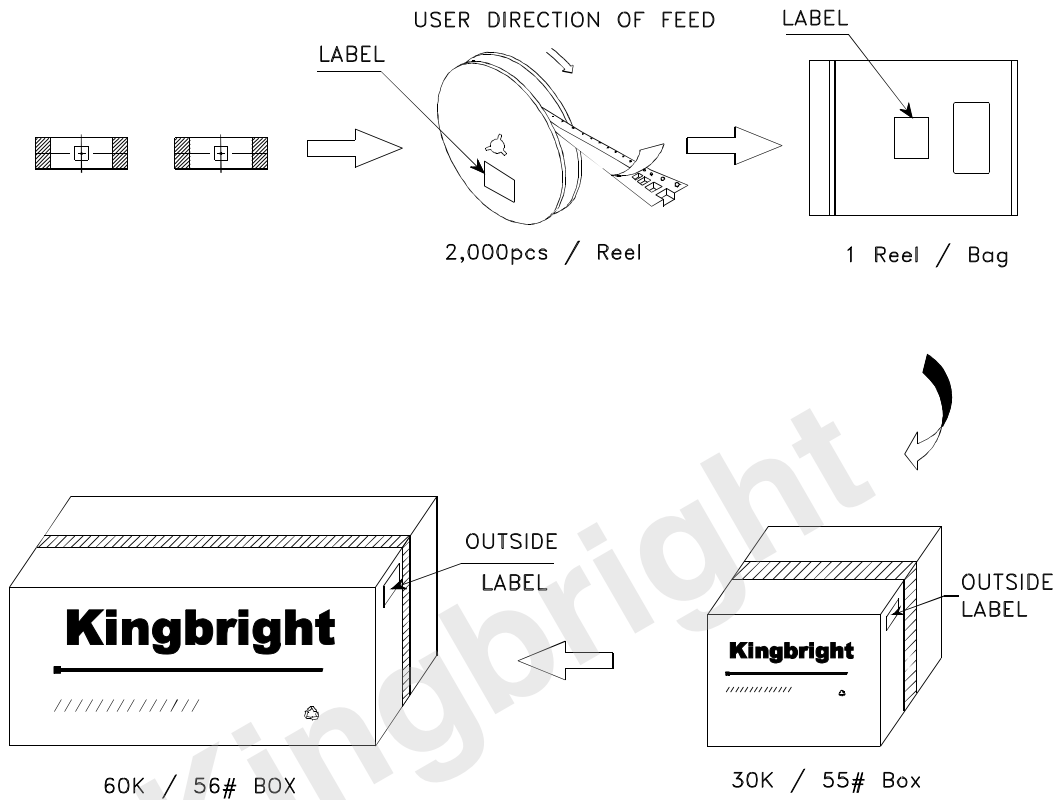 USER DIRECTION OF FEED
LABEL
LABEL
2,000pcs / Reel
1 Reel / Bag
OUTSIDE
LABEL
Kingbright
60K / 56# BOX
OUTSIDE
LABEL
Kingbright
30K / 55# Box
Kingbright